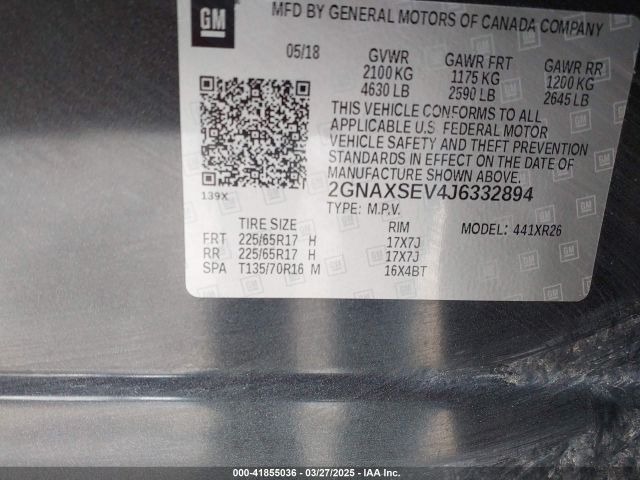 GM
MFD BY GENERAL MOTORS OF CANADA COMPANY
05/18 GVWR GAWR FRT GAWR RR
2100 KG 1175 KG 1200 KG
4630 LB 2590 LB 2645 LB
THIS VEHICLE CONFORMS TO ALL
APPLICABLE U.S. FEDERAL MOTOR
VEHICLE SAFETY AND THEFT PREVENTION
STANDARDS IN EFFECT ON THE DATE OF
MANUFACTURE SHOWN ABOVE.
139X
2GNAXSEV4J6332894
TYPE: M.P.V.
TIRE SIZE RIM MODEL: 441XR26
FRT 225/65R17 H 17X7J
RR 225/65R17 H 17X7J
SPA T135/70R16 M 16X4BT
000-41855036 - 03/27/2025 - IAA Inc.